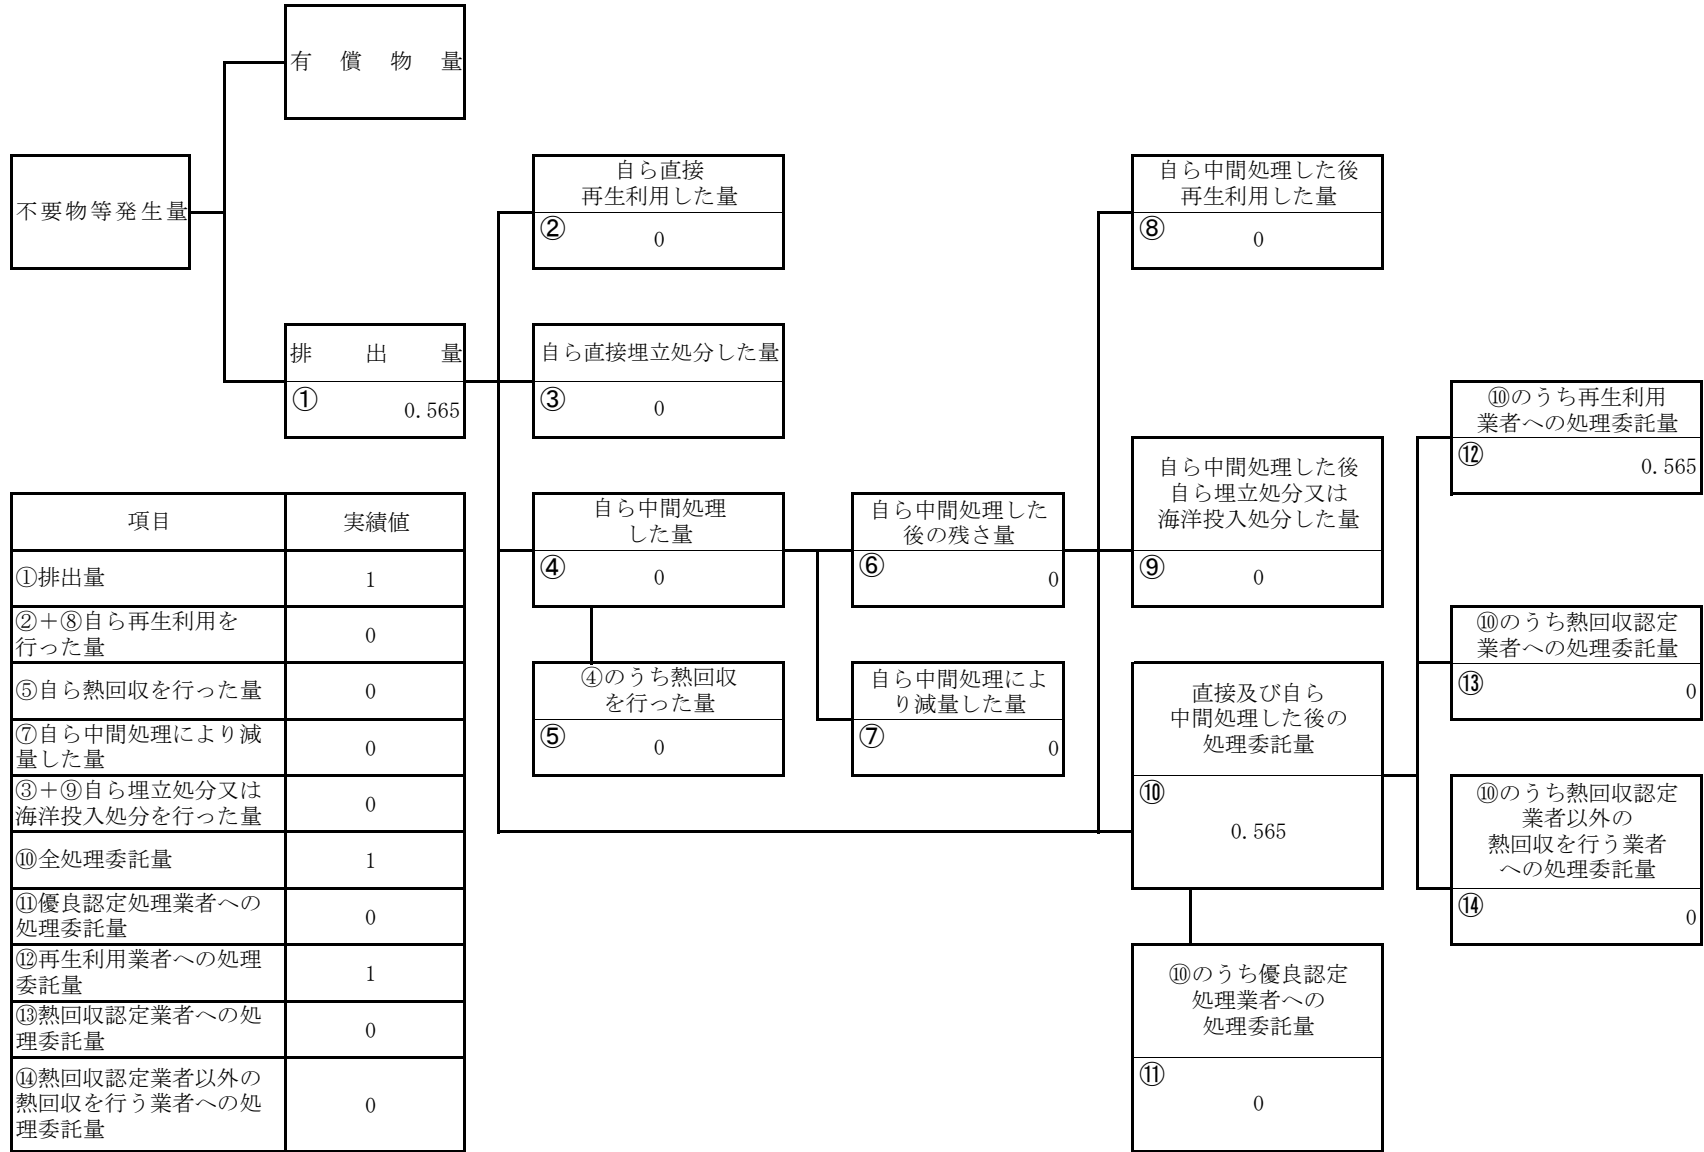 有償物量
不要物等発生量
自ら直接
再生利用した量
②
0
自ら中間処理した後
再生利用した量
⑧
0
排出量
①
0.565
自ら直接埋立処分した量
③
0
⑩のうち再生利用
業者への処理委託量
⑫
0.565
自ら中間処理した後
自ら埋立処分又は
海洋投入処分した量
⑨
0
自ら中間処理
した量
④
0
自ら中間処理した
後の残さ量
⑥
0
⑩のうち熱回収認定
業者への処理委託量
⑬
0
④のうち熱回収
を行った量
⑤
0
自ら中間処理によ
り減量した量
⑦
0
直接及び自ら
中間処理した後の
処理委託量
⑩
0.565
⑩のうち熱回収認定
業者以外の
熱回収を行う業者
への処理委託量
⑭
0
⑩のうち優良認定
処理業者への
処理委託量
⑪
0
項目 実績値
①排出量 1
②+⑧自ら再生利用を
行った量 0
⑤自ら熱回収を行った量 0
⑦自ら中間処理により減
量した量 0
③+⑨自ら埋立処分又は
海洋投入処分を行った量 0
⑩全処理委託量 1
⑪優良認定処理業者への
処理委託量 0
⑫再生利用業者への処理
委託量 1
⑬熱回収認定業者への処
理委託量 0
⑭熱回収認定業者以外の
熱回収を行う業者への処 0
理委託量